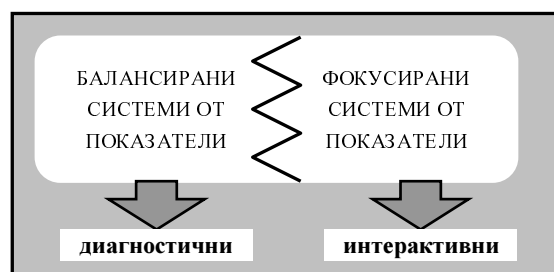 БАЛАНСИРАНИ
СИСТЕМИ ОТ
ПОКАЗАТЕЛИ
ФОКУСИРАНИ
СИСТЕМИ ОТ
ПОКАЗАТЕЛИ
диагностични
интерактивни